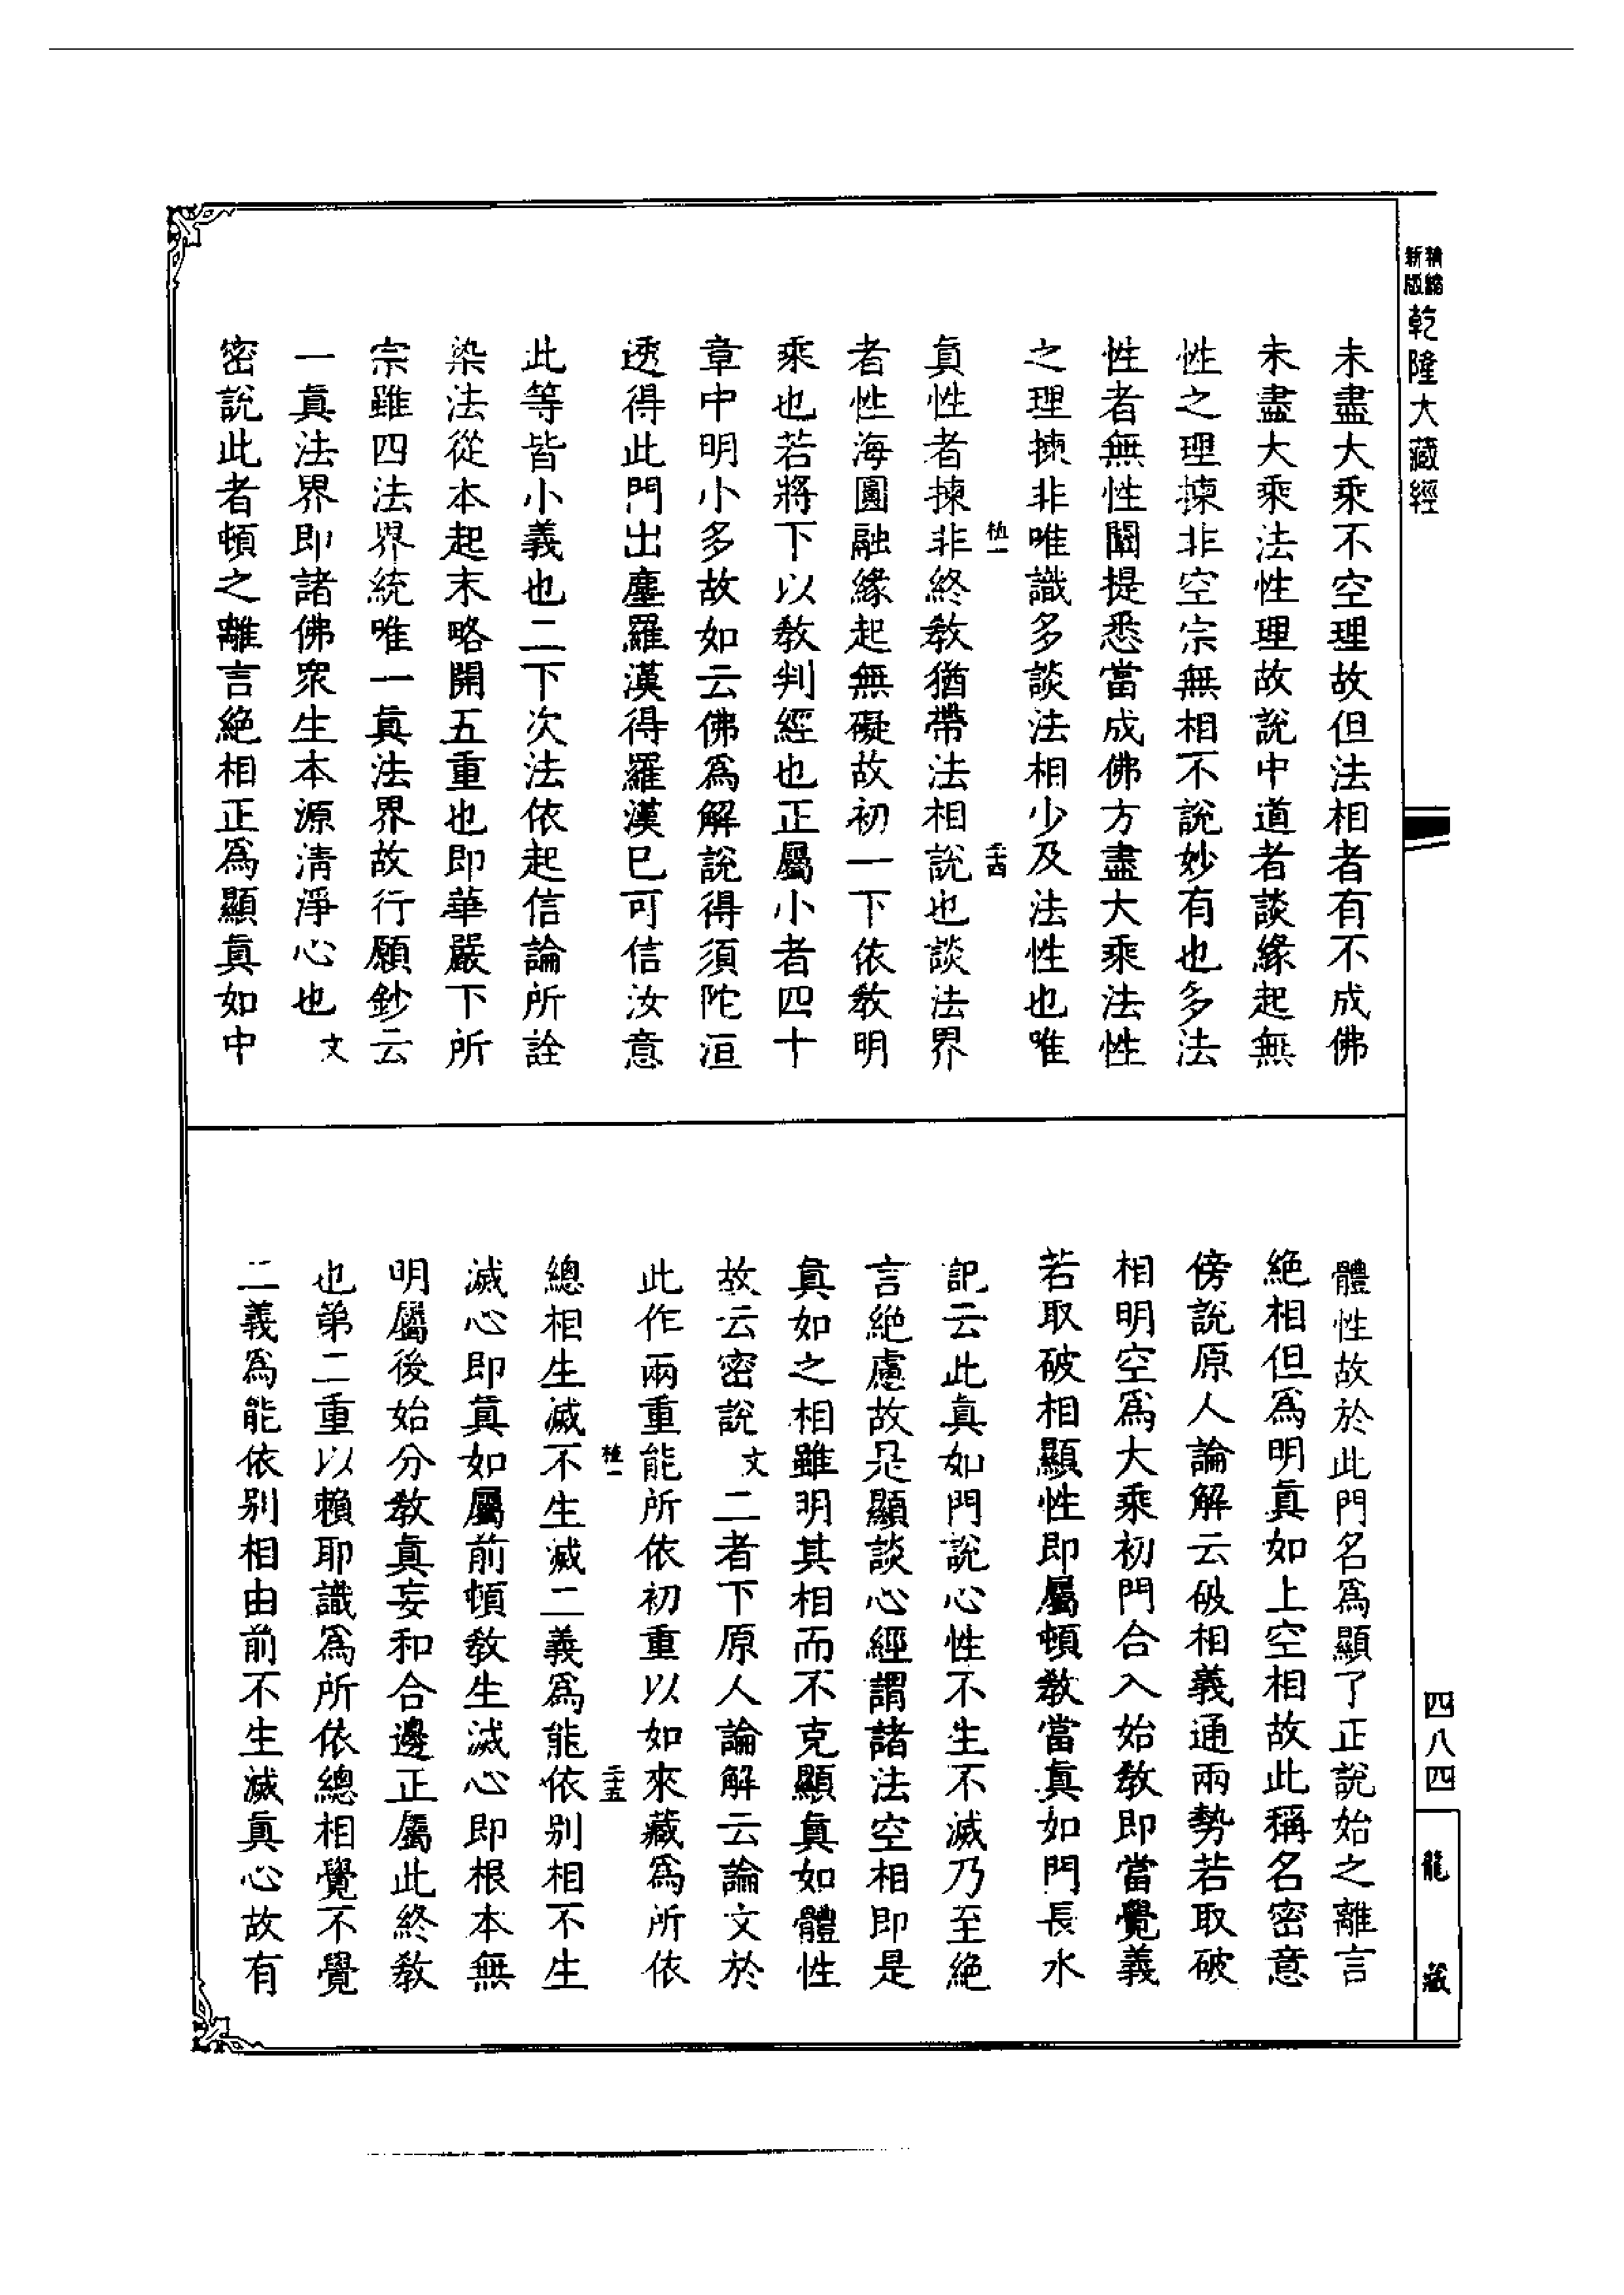 精縮新版乾隆大藏經
未盡大乘不空理故但法相者有不成佛
未盡大乘法性理故說中道者談緣起無
性之理揀非空宗無相不說妙有也多法
性者無性闡提悉當成佛方盡大乘法性
之理揀非唯識多談法相少及法性也唯
眞性者揀非終教猶帶法相說也談法界
者性海圓融緣起無礙故初一下依教明
乘也若將下以教判經也正屬小者四十
章中明小多故如云佛爲解說得須陀洹
透得此門出塵羅漢得羅漢已可信汝意
此等皆小義也二下次法依起信論所詮
染法從本起末略開五重也即華嚴下所
宗雖四法界統唯一眞法界故行願鈔云
一眞法界即諸佛衆生本源清淨心也文
密說此者頓之離言絶相正爲顯眞如中
體性故於此門名爲顯了正說始之離言
絶相但爲明眞如上空相故此稱名密意
傍說原人論解云破相義通兩勢若取破
相明空爲大乘初門合入始教即當覺義
若取破相顯性即屬頓教當眞如門長水
記云此眞如門說心性不生不滅乃至絶
言絶慮故是顯談心經謂諸法空相即是
眞如之相雖明其相而不克顯眞如體性
故云密說文二者下原人論解云論文於
此作兩重能所依初重以如來藏爲所依
總相生滅不生滅二義爲能依別相不生
滅心即眞如屬前頓教生滅心即根本無
明屬後始分教眞妄和合邊正屬此終教
也第二重以賴耶識爲所依總相覺不覺
二義爲能依別相由前不生滅眞心故有
四八四
龍藏